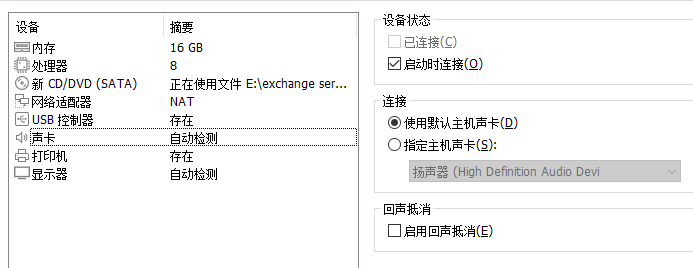 设备 摘要
内存 16 GB
处理器 8
新 CD/DVD (SATA) 正在使用文件 E:\exchange ser...
网络适配器 NAT
USB 控制器 存在
声卡 自动检测
打印机 存在
显示器 自动检测
设备状态
已连接(C)
启动时连接(O)
连接
使用默认主机声卡(D)
指定主机声卡(S):
扬声器 (High Definition Audio Devi
回声抵消
启用回声抵消(E)